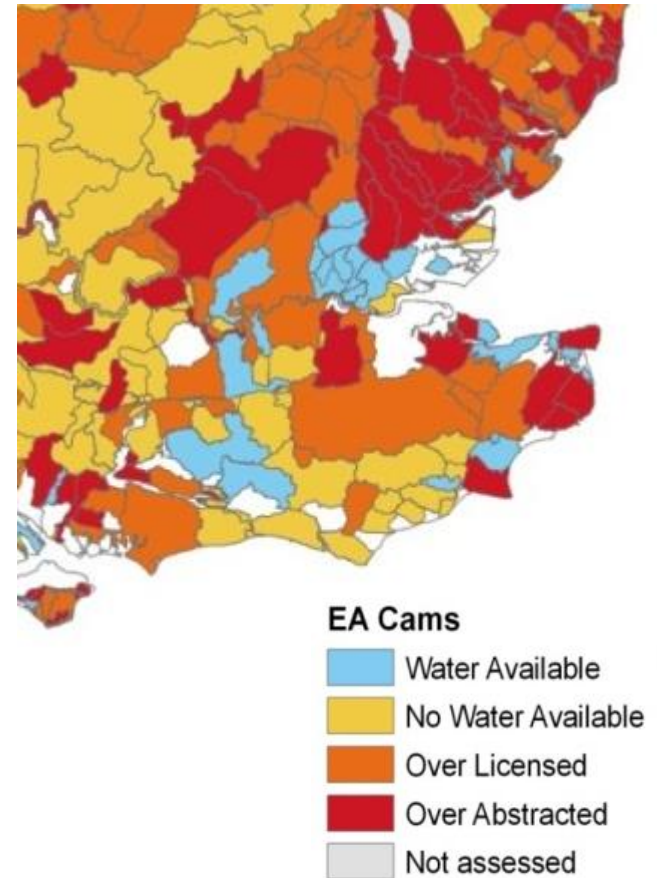 EA Cams
Water Available
No Water Available
Over Licensed
Over Abstracted
Not assessed